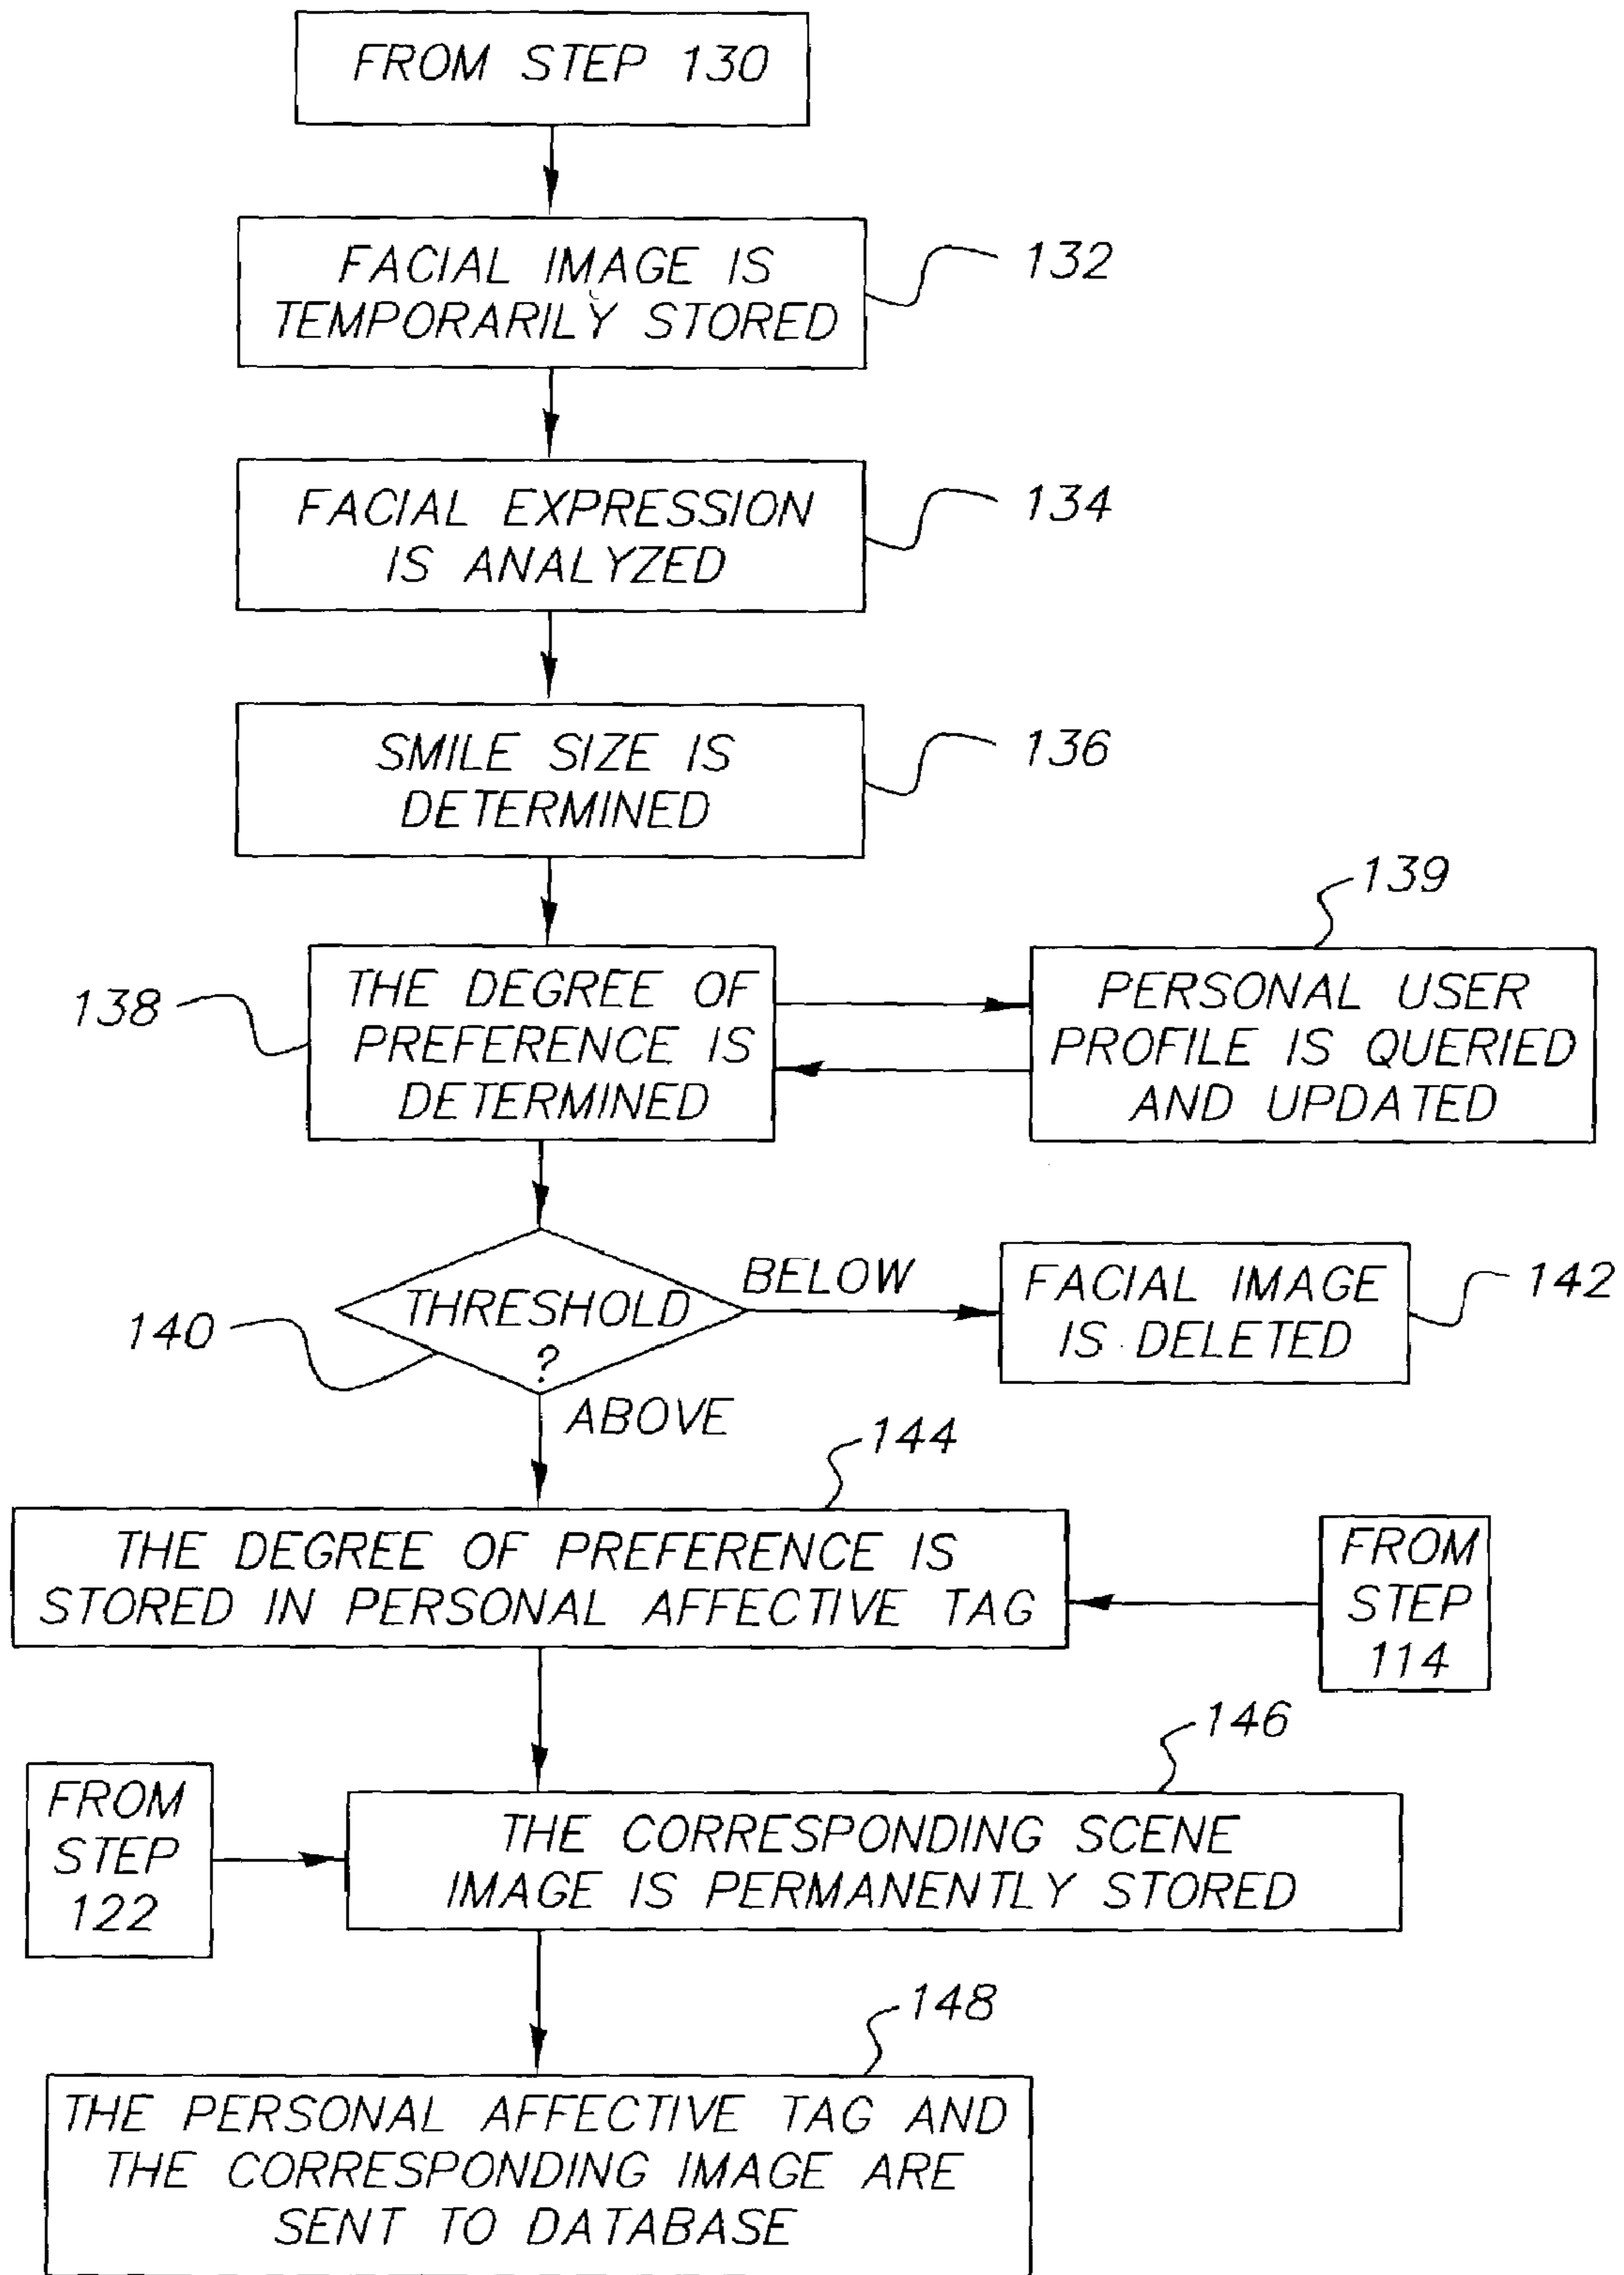 FROM STEP 130
FACIAL IMAGE IS
TEMPORARILY STORED
132
FACIAL EXPRESSION
IS ANALYZED
134
SMILE SIZE IS
DETERMINED
136
139
138
THE DEGREE OF
PREFERENCE IS
DETERMINED
PERSONAL USER
PROFILE IS QUERIED
AND UPDATED
140
THRESHOLD
?
BELOW
FACIAL IMAGE
IS DELETED
142
ABOVE
144
THE DEGREE OF PREFERENCE IS
STORED IN PERSONAL AFFECTIVE TAG
FROM
STEP
114
146
FROM
STEP
122
THE CORRESPONDING SCENE
IMAGE IS PERMANENTLY STORED
148
THE PERSONAL AFFECTIVE TAG AND
THE CORRESPONDING IMAGE ARE
SENT TO DATABASE